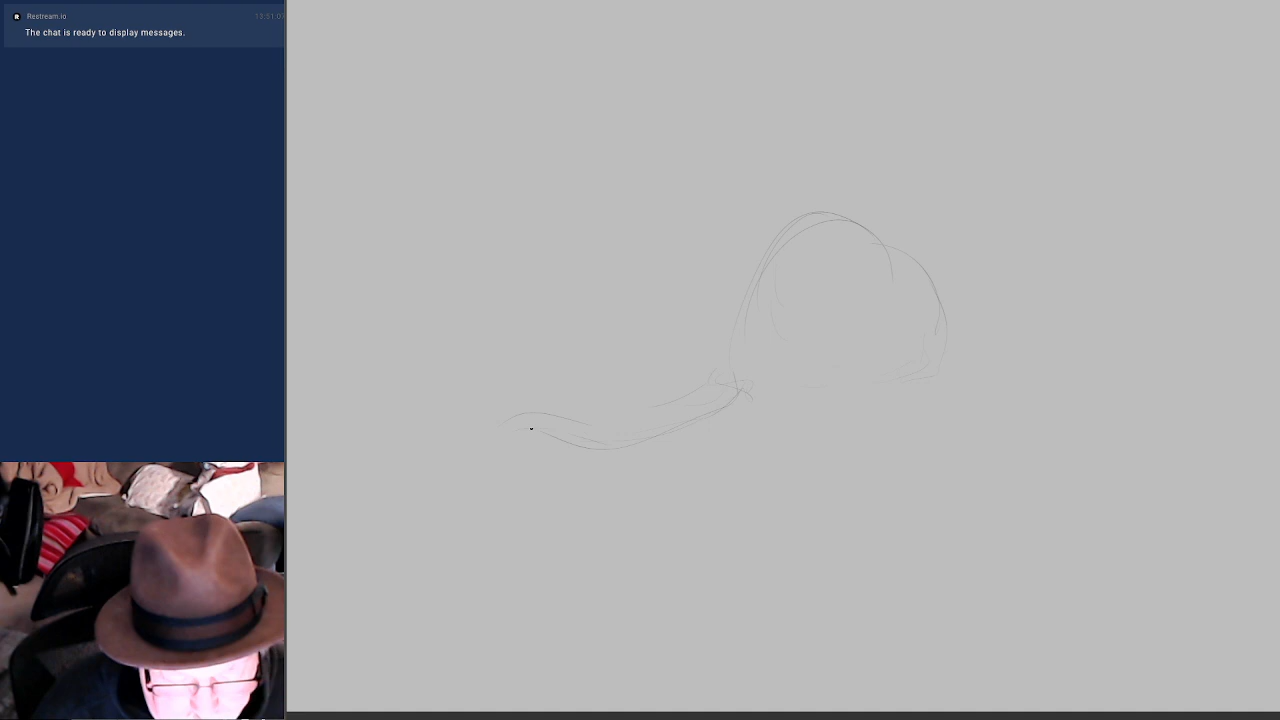 Restream.io
The chat is ready to display messages.